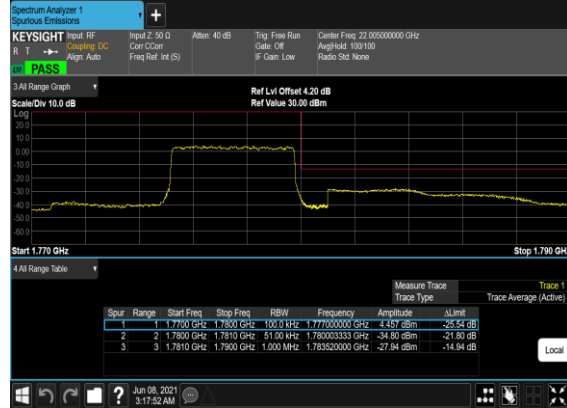 Spectrum Analyzer 1
Spurious Emissions
KEYSIGHT Input: RF Input Z: 50 Ω Atten: 40 dB Trig: Free Run Center Freq: 22.005000000 GHz
R T Coupling: DC Corr CCorr Gate: Off Avg|Hold: 100/100
Align: Auto Freq Ref: Int (S) IF Gain: Low Radio Std: None
PASS
3 All Range Graph
Ref Lvl Offset 4.20 dB
Scale/Div 10.0 dB Ref Value 30.00 dBm
Log
20.0
10.0
0.00
-10.0
-20.0
-30.0
-40.0
-50.0
-60.0
Start 1.770 GHz Stop 1.790 GHz
4 All Range Table
Measure Trace Trace 1
Trace Type Trace Average (Active)
Spur Range Start Freq Stop Freq RBW Frequency Amplitude ΔLimit
1 1 1.7700 GHz 1.7800 GHz 100.0 kHz 1.777000000 GHz 4.457 dBm -25.54 dB
2 2 1.7800 GHz 1.7810 GHz 51.00 kHz 1.780003333 GHz -34.80 dBm -21.80 dB
3 3 1.7810 GHz 1.7900 GHz 1.000 MHz 1.783520000 GHz -27.94 dBm -14.94 dB
Local
Jun 08, 2021
3:17:52 AM